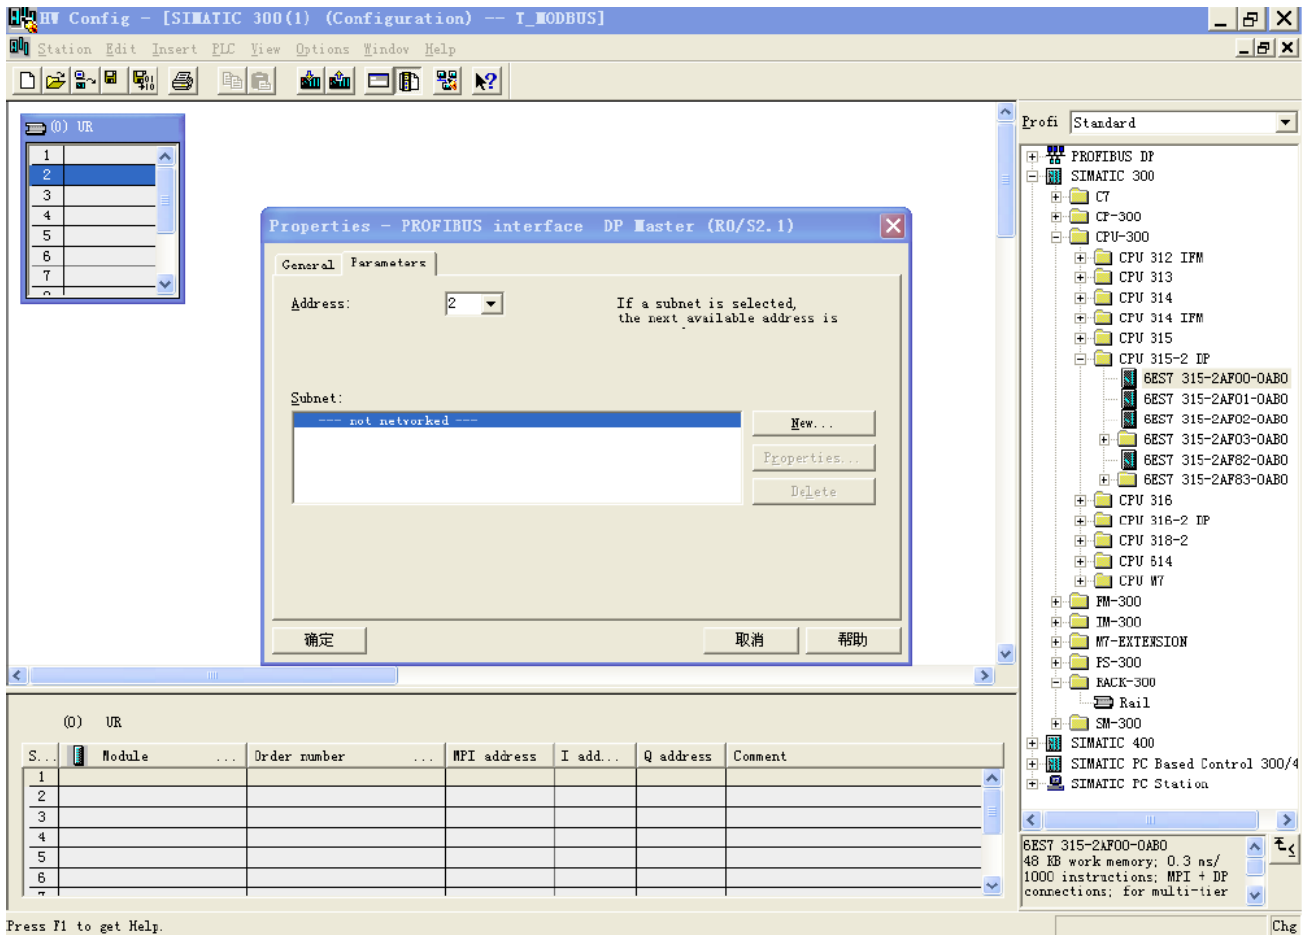 HW Config - [SIMATIC 300(1) (Configuration) -- T_MODBUS]
Station Edit Insert PLC View Options Window Help
(0) UR
1
2
3
4
5
6
7
Properties - PROFIBUS interface DP Master (R0/S2.1)
General Parameters
Address:
2
If a subnet is selected,
the next available address is
Subnet:
--- not networked ---
New...
Properties...
Delete
确定
取消
帮助
Profi Standard
PROFIBUS DP
SIMATIC 300
C7
CP-300
CPU-300
CPU 312 IFM
CPU 313
CPU 314
CPU 314 IFM
CPU 315
CPU 315-2 DP
6ES7 315-2AF00-0AB0
6ES7 315-2AF01-0AB0
6ES7 315-2AF02-0AB0
6ES7 315-2AF03-0AB0
6ES7 315-2AF82-0AB0
6ES7 315-2AF83-0AB0
CPU 316
CPU 316-2 DP
CPU 318-2
CPU 614
CPU M7
FM-300
IM-300
M7-EXTENSION
PS-300
RACK-300
Rail
SM-300
SIMATIC 400
SIMATIC PC Based Control 300/4
SIMATIC PC Station
6ES7 315-2AF00-0AB0
48 KB work memory; 0.3 ms/
1000 instructions; MPI + DP
connections; for multi-tier
(0) UR
S... Module ... Order number ... MPI address I add... Q address Comment
1
2
3
4
5
6
Press F1 to get Help.
Chg